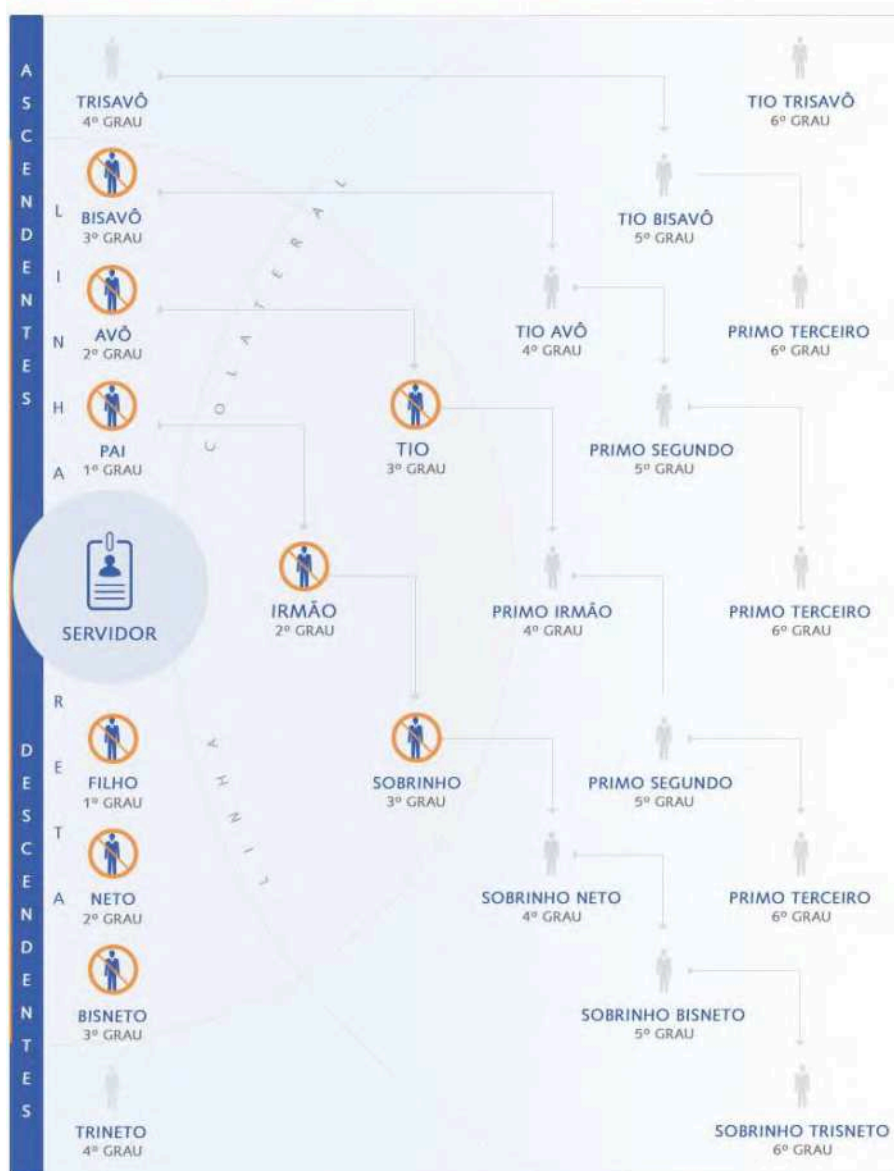 ASCENDENTES
LINHA RETA
LINHA COLATERAL
TRISAVÔ
4º GRAU
TIO TRISAVÔ
6º GRAU
BISAVÔ
3º GRAU
TIO BISAVÔ
5º GRAU
AVÔ
2º GRAU
TIO AVÔ
4º GRAU
PRIMO TERCEIRO
6º GRAU
PAI
1º GRAU
TIO
3º GRAU
PRIMO SEGUNDO
5º GRAU
SERVIDOR
IRMÃO
2º GRAU
PRIMO IRMÃO
4º GRAU
PRIMO TERCEIRO
6º GRAU
DESCENDENTES
FILHO
1º GRAU
SOBRINHO
3º GRAU
PRIMO SEGUNDO
5º GRAU
NETO
2º GRAU
SOBRINHO NETO
4º GRAU
PRIMO TERCEIRO
6º GRAU
BISNETO
3º GRAU
SOBRINHO BISNETO
5º GRAU
TRINETO
4º GRAU
SOBRINHO TRISNETO
6º GRAU